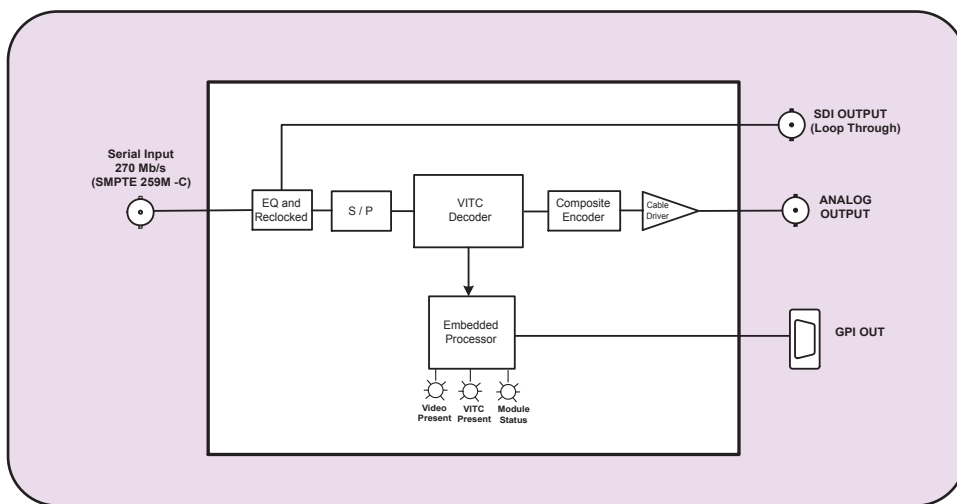 SDI OUTPUT
(Loop Through)
Serial Input
270 Mb/s
(SMPTE 259M -C)
EQ and
Reclocked
S / P
VITC
Decoder
Composite
Encoder
Cable
Driver
ANALOG
OUTPUT
Embedded
Processor
GPI OUT
Video
Present
VITC
Present
Module
Status